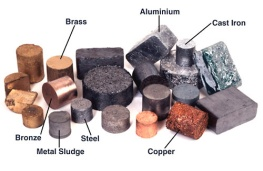 Aluminium
Brass
Cast Iron
Bronze
Steel
Metal Sludge
Copper